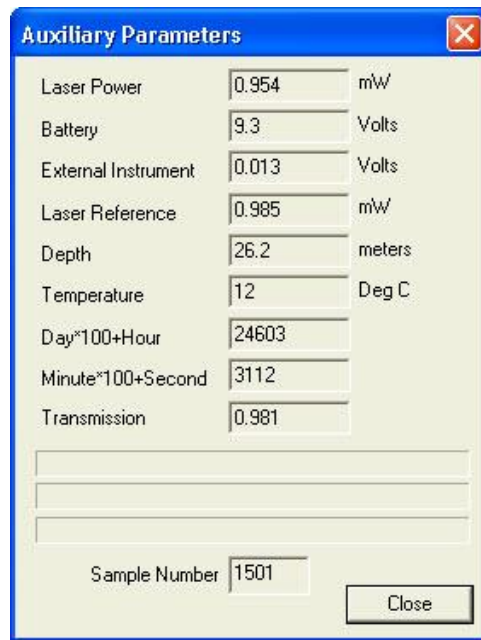 Auxiliary Parameters
Laser Power 0.954 mW
Battery 9.3 Volts
External Instrument 0.013 Volts
Laser Reference 0.985 mW
Depth 26.2 meters
Temperature 12 Deg C
Day*100+Hour 24603
Minute*100+Second 3112
Transmission 0.981
Sample Number 1501
Close